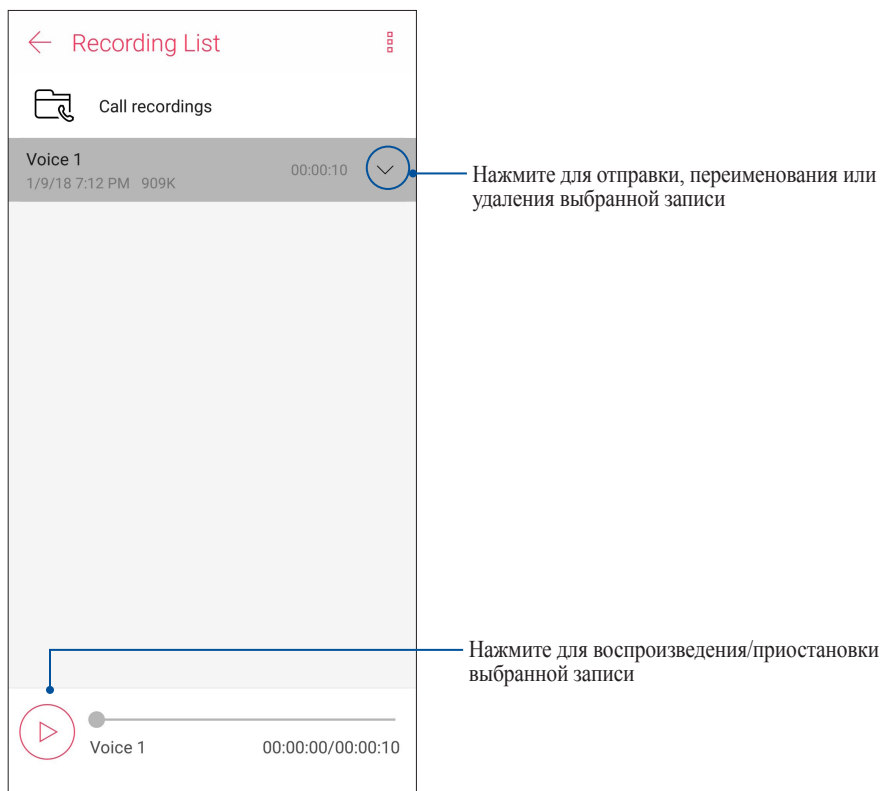 Recording List
Call recordings
Voice 1
00:00:10
1/9/18 7:12 PM 909K
Нажмите для отправки, переименования или
удаления выбранной записи
Нажмите для воспроизведения/приостановки
выбранной записи
Voice 1
00:00:00/00:00:10